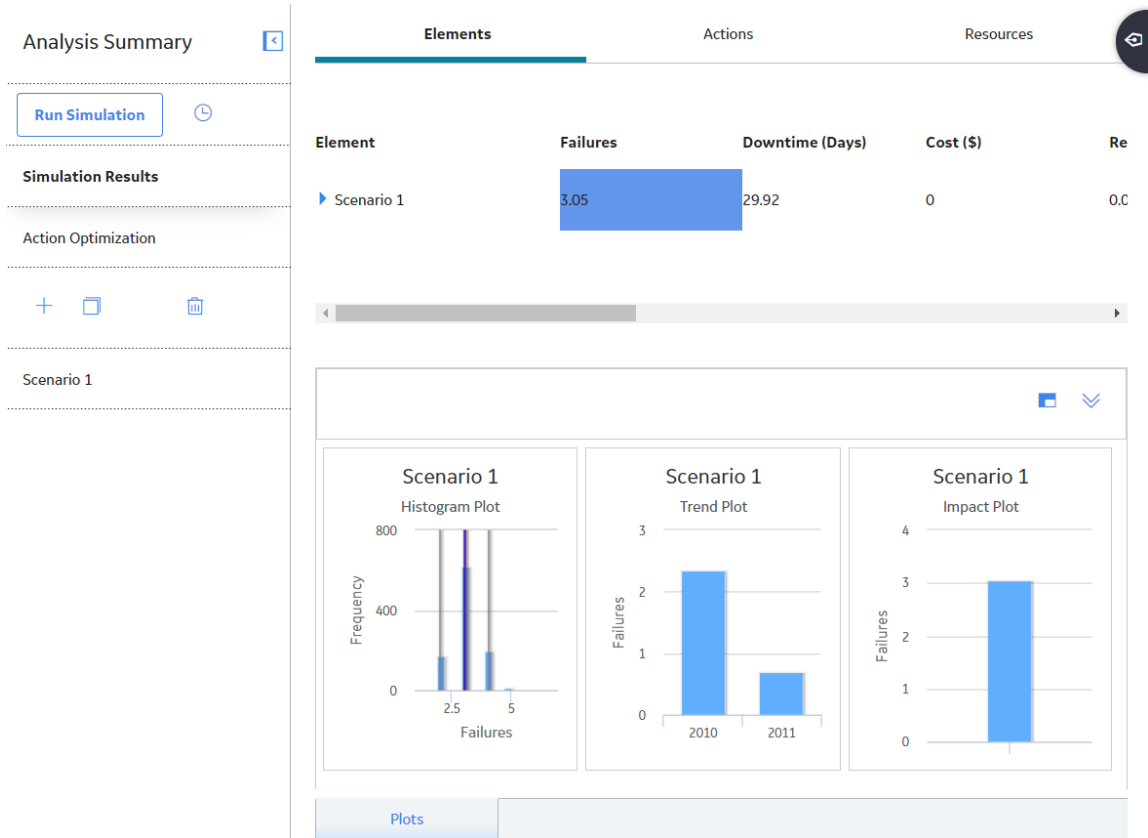 Analysis Summary
Run Simulation
Simulation Results
Action Optimization
Scenario 1
Elements Actions Resources
Element Failures Downtime (Days) Cost ($) Re
Scenario 1 3.05 29.92 0 0.0
Scenario 1
Histogram Plot
800
400
0
Frequency
2.5 5
Failures
Scenario 1
Trend Plot
3
2
1
0
Failures
2010 2011
Scenario 1
Impact Plot
4
3
2
1
0
Failures
Plots